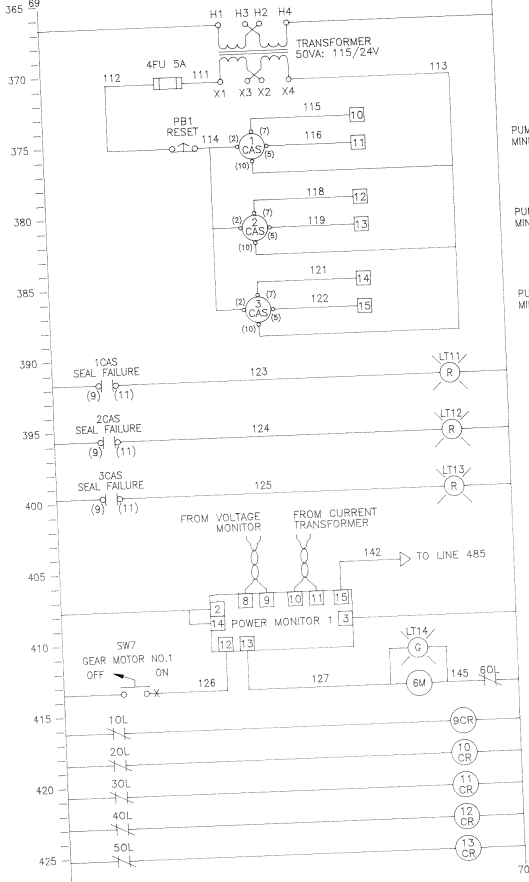 69
365
H1 H3 H2 H4
TRANSFORMER
50VA: 115/24V
4FU 5A
112 111 113
370
X1 X3 X2 X4
PB1
RESET
114
115
10
(7)
116
11
(2) 1 CAS (5)
(10)
375
PUM
MIN
118
12
(7)
119
13
(2) 2 CAS (5)
(10)
380
PU
MIN
121
14
(7)
122
15
(2) 3 CAS (5)
(10)
385
PU
M
390
1CAS
SEAL FAILURE
(9) (11)
123
LT11
R
2CAS
SEAL FAILURE
(9) (11)
124
LT12
R
395
3CAS
SEAL FAILURE
(9) (11)
125
LT13
R
400
FROM VOLTAGE
MONITOR
FROM CURRENT
TRANSFORMER
142
TO LINE 485
405
8 9 10 11 15
2
14 POWER MONITOR 1 3
12 13
410
SW7
GEAR MOTOR NO.1
OFF ON
126
127
LT14
G
6M
145
6OL
415
1OL
9CR
2OL
10
CR
3OL
11
CR
420
4OL
12
CR
5OL
13
CR
425
70